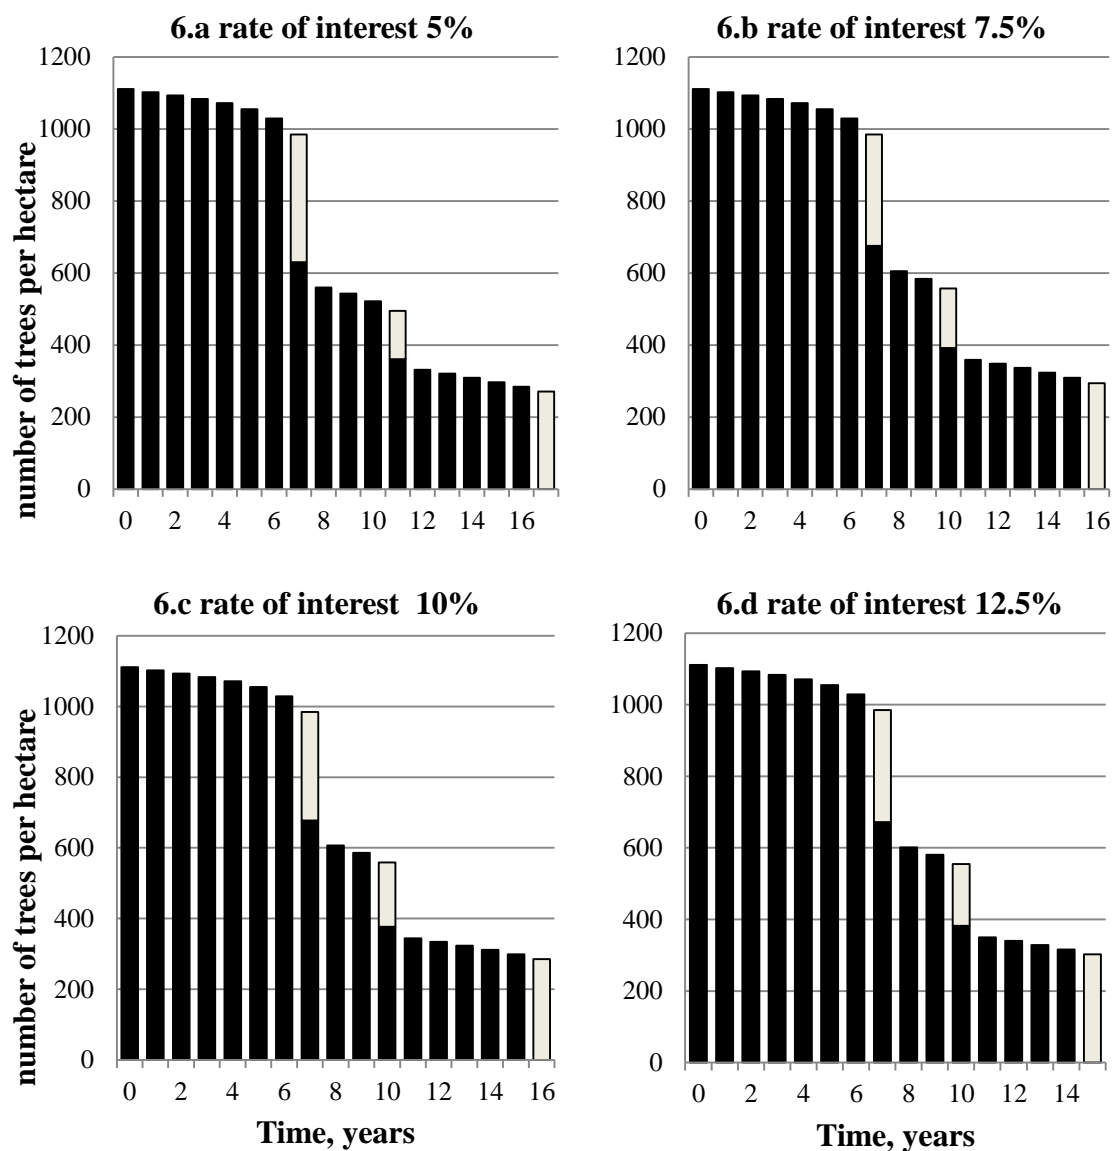 6.a rate of interest 5%
number of trees per hectare
1200
1000
800
600
400
200
0
0 2 4 6 8 10 12 14 16
6.b rate of interest 7.5%
1200
1000
800
600
400
200
0
0 2 4 6 8 10 12 14 16
6.c rate of interest 10%
number of trees per hectare
1200
1000
800
600
400
200
0
0 2 4 6 8 10 12 14 16
Time, years
6.d rate of interest 12.5%
1200
1000
800
600
400
200
0
0 2 4 6 8 10 12 14
Time, years